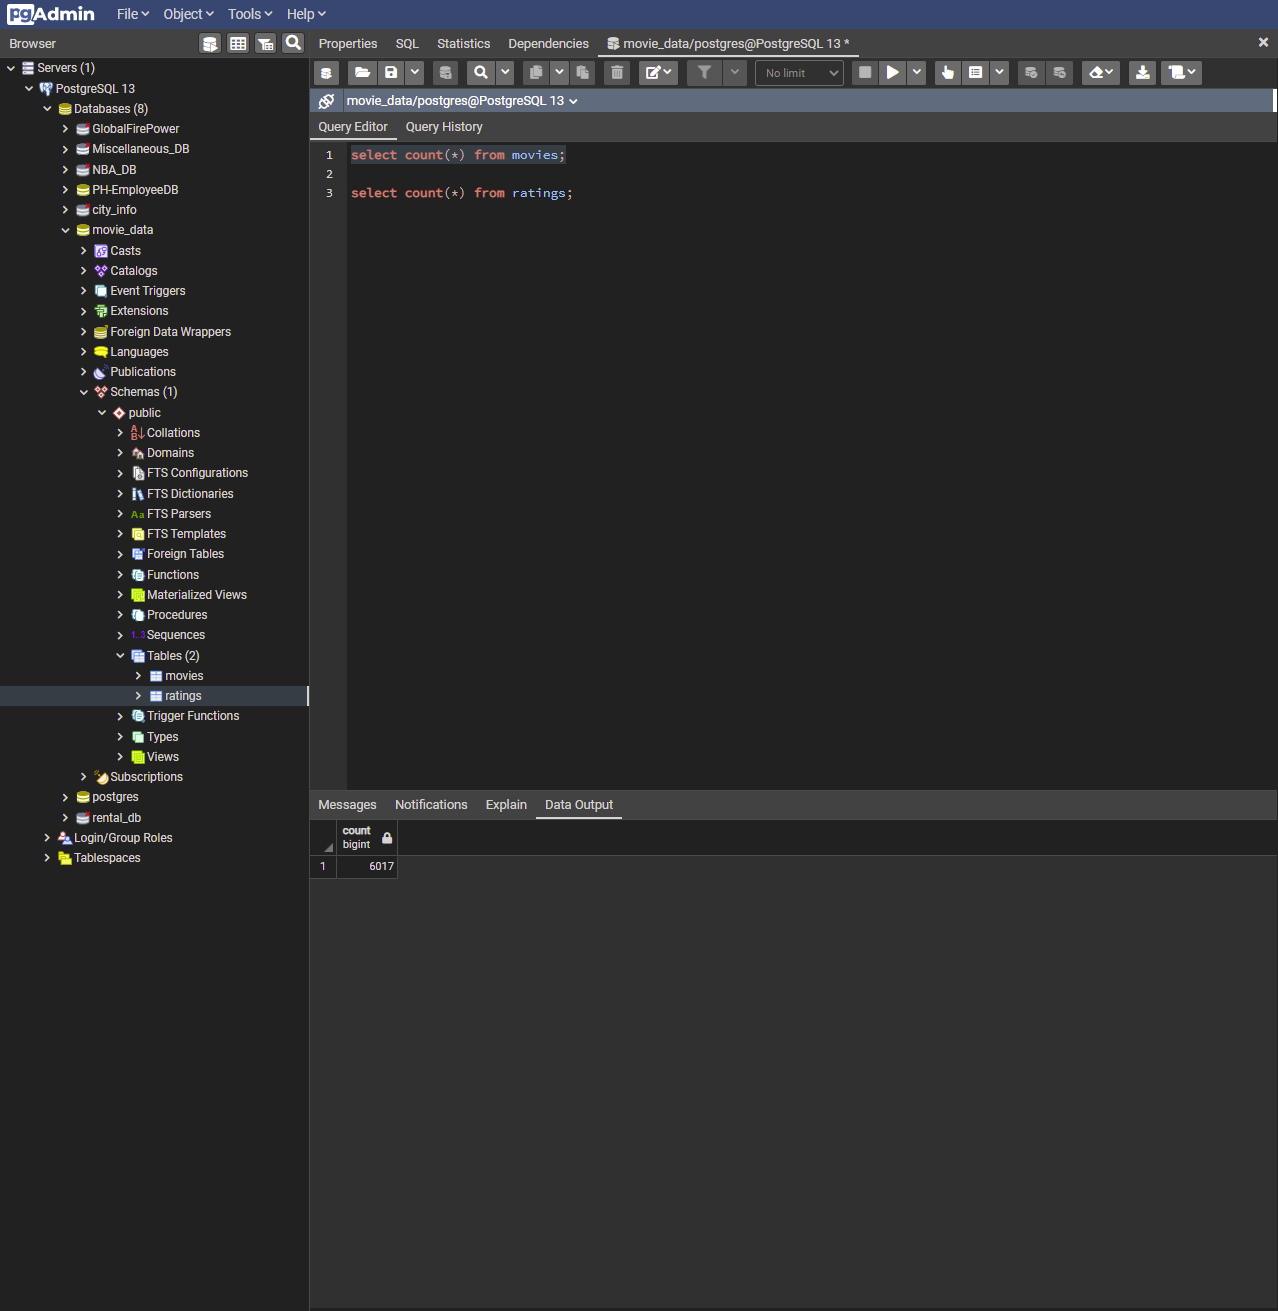 pgAdmin File Object Tools Help
Browser
Properties SQL Statistics Dependencies movie_data/postgres@PostgreSQL 13 *
No limit
movie_data/postgres@PostgreSQL 13
Query Editor Query History
1 select count(*) from movies;
2
3 select count(*) from ratings;
Servers (1)
PostgreSQL 13
Databases (8)
GlobalFirePower
Miscellaneous_DB
NBA_DB
PH-EmployeeDB
city_info
movie_data
Casts
Catalogs
Event Triggers
Extensions
Foreign Data Wrappers
Languages
Publications
Schemas (1)
public
Collations
Domains
FTS Configurations
FTS Dictionaries
Aa FTS Parsers
FTS Templates
Foreign Tables
Functions
Materialized Views
Procedures
1..3 Sequences
Tables (2)
movies
ratings
Trigger Functions
Types
Views
Subscriptions
postgres
rental_db
Login/Group Roles
Tablespaces
Messages Notifications Explain Data Output
count
bigint
1 6017